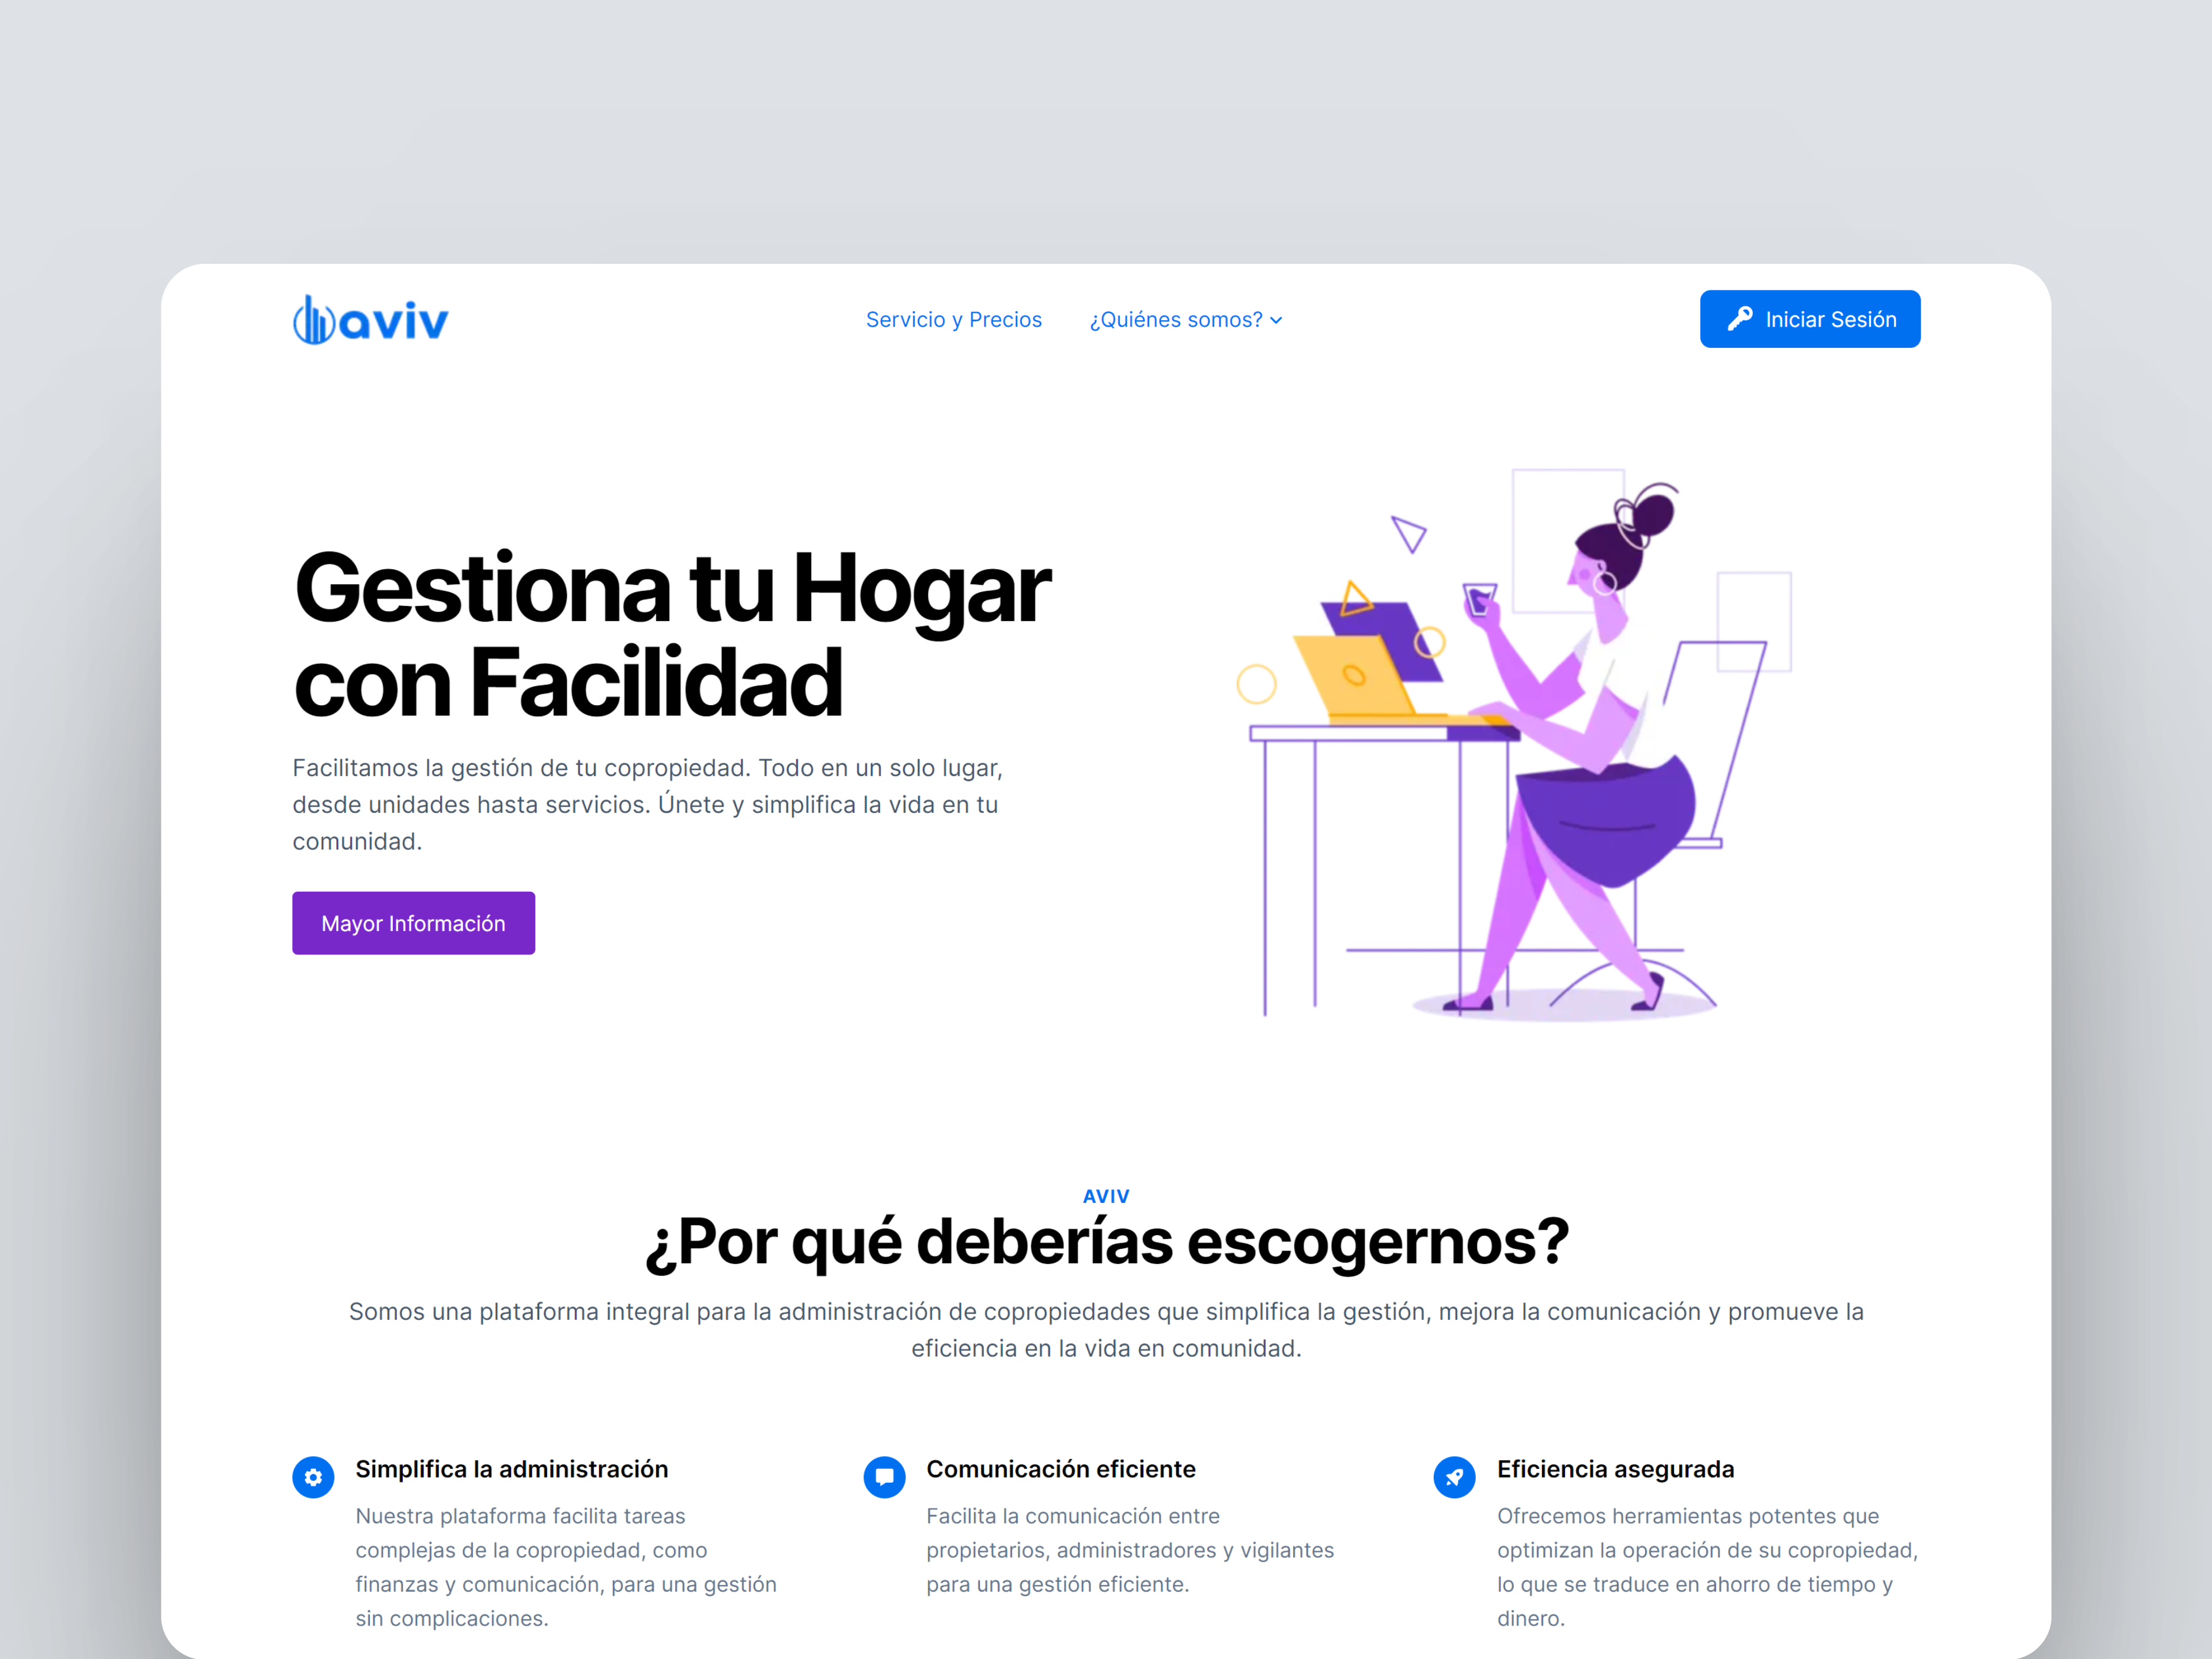 aviv
Servicio y Precios
¿Quiénes somos?
Iniciar Sesión
Gestiona tu Hogar
con Facilidad
Facilitamos la gestión de tu copropiedad. Todo en un solo lugar,
desde unidades hasta servicios. Únete y simplifica la vida en tu
comunidad.
Mayor Información
AVIV
¿Por qué deberías escogernos?
Somos una plataforma integral para la administración de copropiedades que simplifica la gestión, mejora la comunicación y promueve la
eficiencia en la vida en comunidad.
Simplifica la administración
Nuestra plataforma facilita tareas
complejas de la copropiedad, como
finanzas y comunicación, para una gestión
sin complicaciones.
Comunicación eficiente
Facilita la comunicación entre
propietarios, administradores y vigilantes
para una gestión eficiente.
Eficiencia asegurada
Ofrecemos herramientas potentes que
optimizan la operación de su copropiedad,
lo que se traduce en ahorro de tiempo y
dinero.